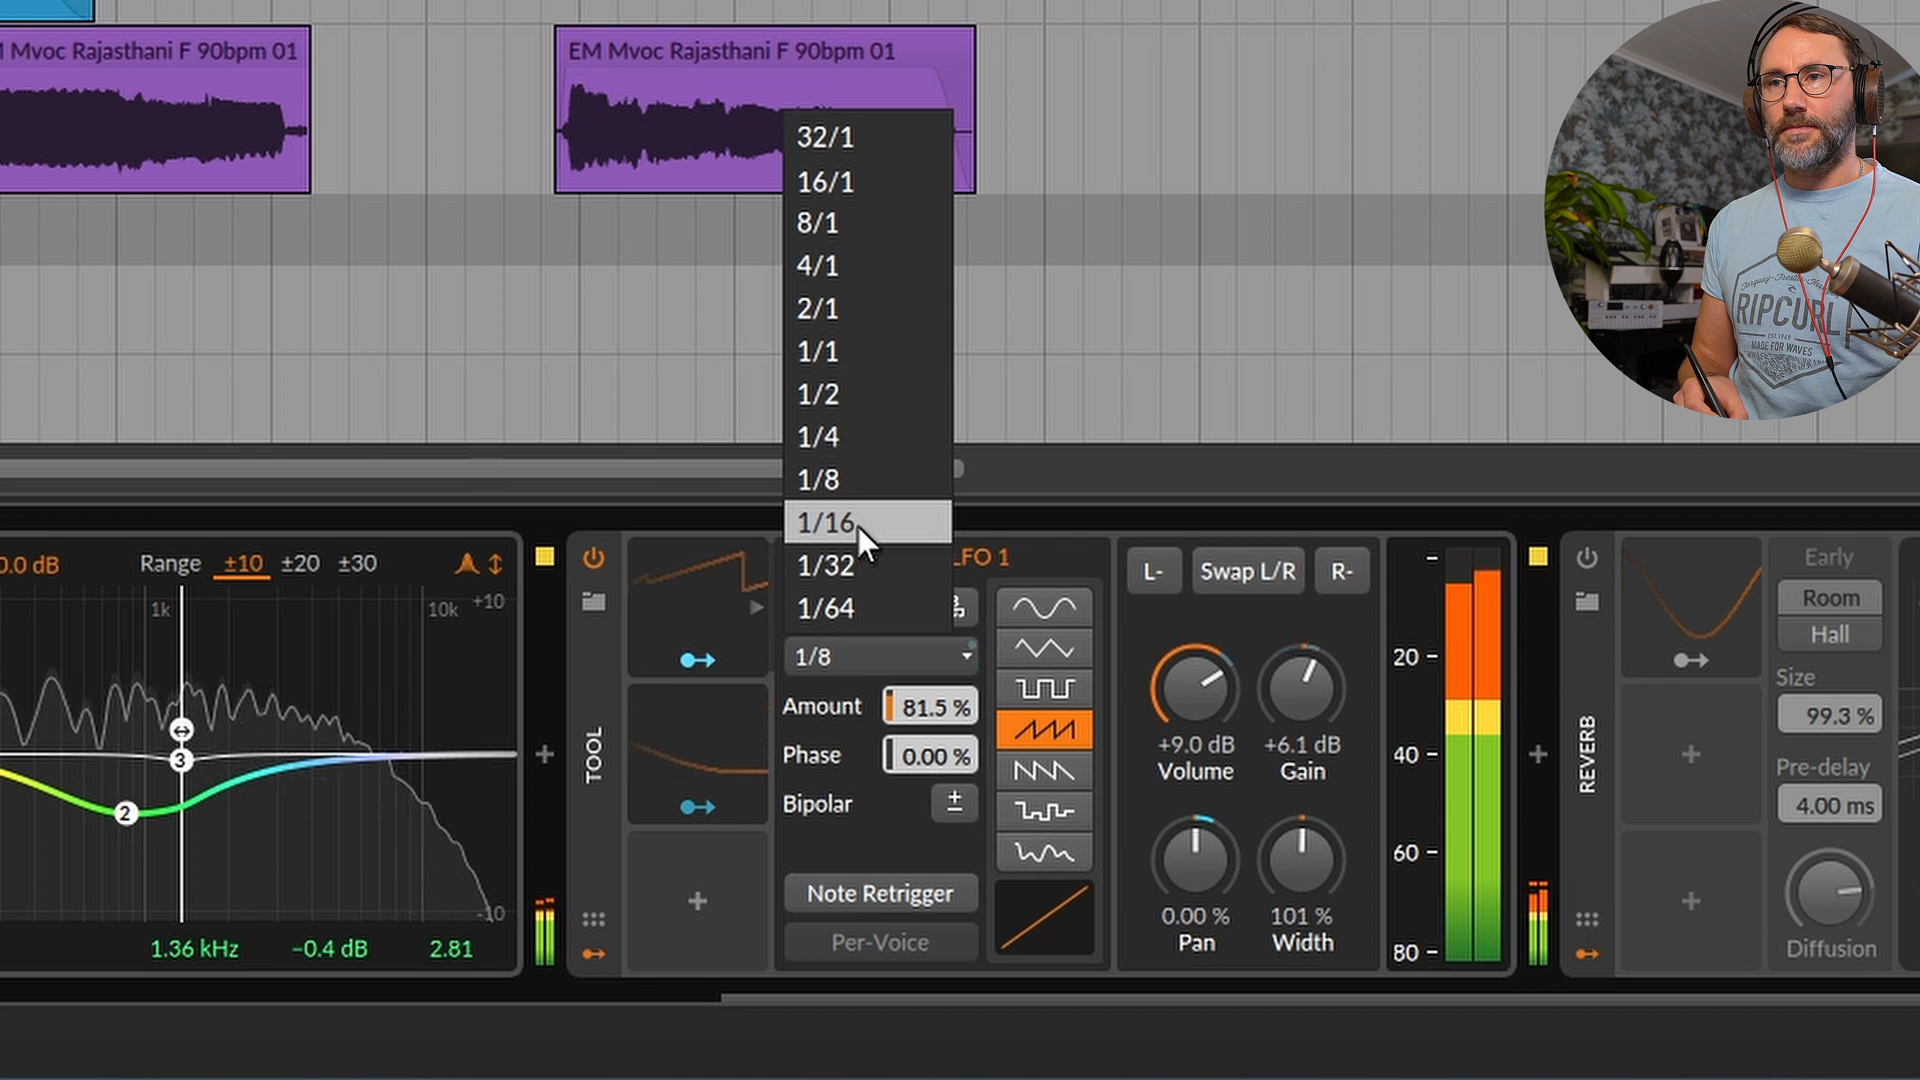 Mvoc Rajasthani F 90bpm 01
EM Mvoc Rajasthani F 90bpm 01
32/1
16/1
8/1
4/1
2/1
1/1
1/2
1/4
1/8
1/16
1/32
1/64
RIPCURL
EST. 1969
MADE FOR WAVES
0.0 dB
Range
±10
±20
±30
1k
10k
+10
-10
1.36 kHz
-0.4 dB
2.81
2
3
TOOL
LFO 1
1/8
Amount
81.5 %
Phase
0.00 %
Bipolar
±
Note Retrigger
Per-Voice
L-
Swap L/R
R-
+9.0 dB
Volume
+6.1 dB
Gain
0.00 %
Pan
101 %
Width
20
40
60
80
REVERB
Early
Room
Hall
Size
99.3 %
Pre-delay
4.00 ms
Diffusion